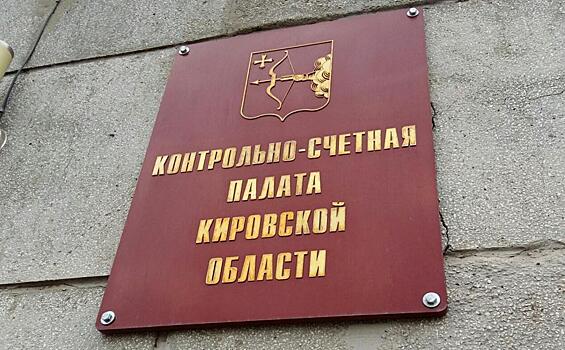 КОНТРОЛЬНО-СЧЕТНАЯ
ПАЛАТА
КИРОВСКОЙ
ОБЛАСТИ